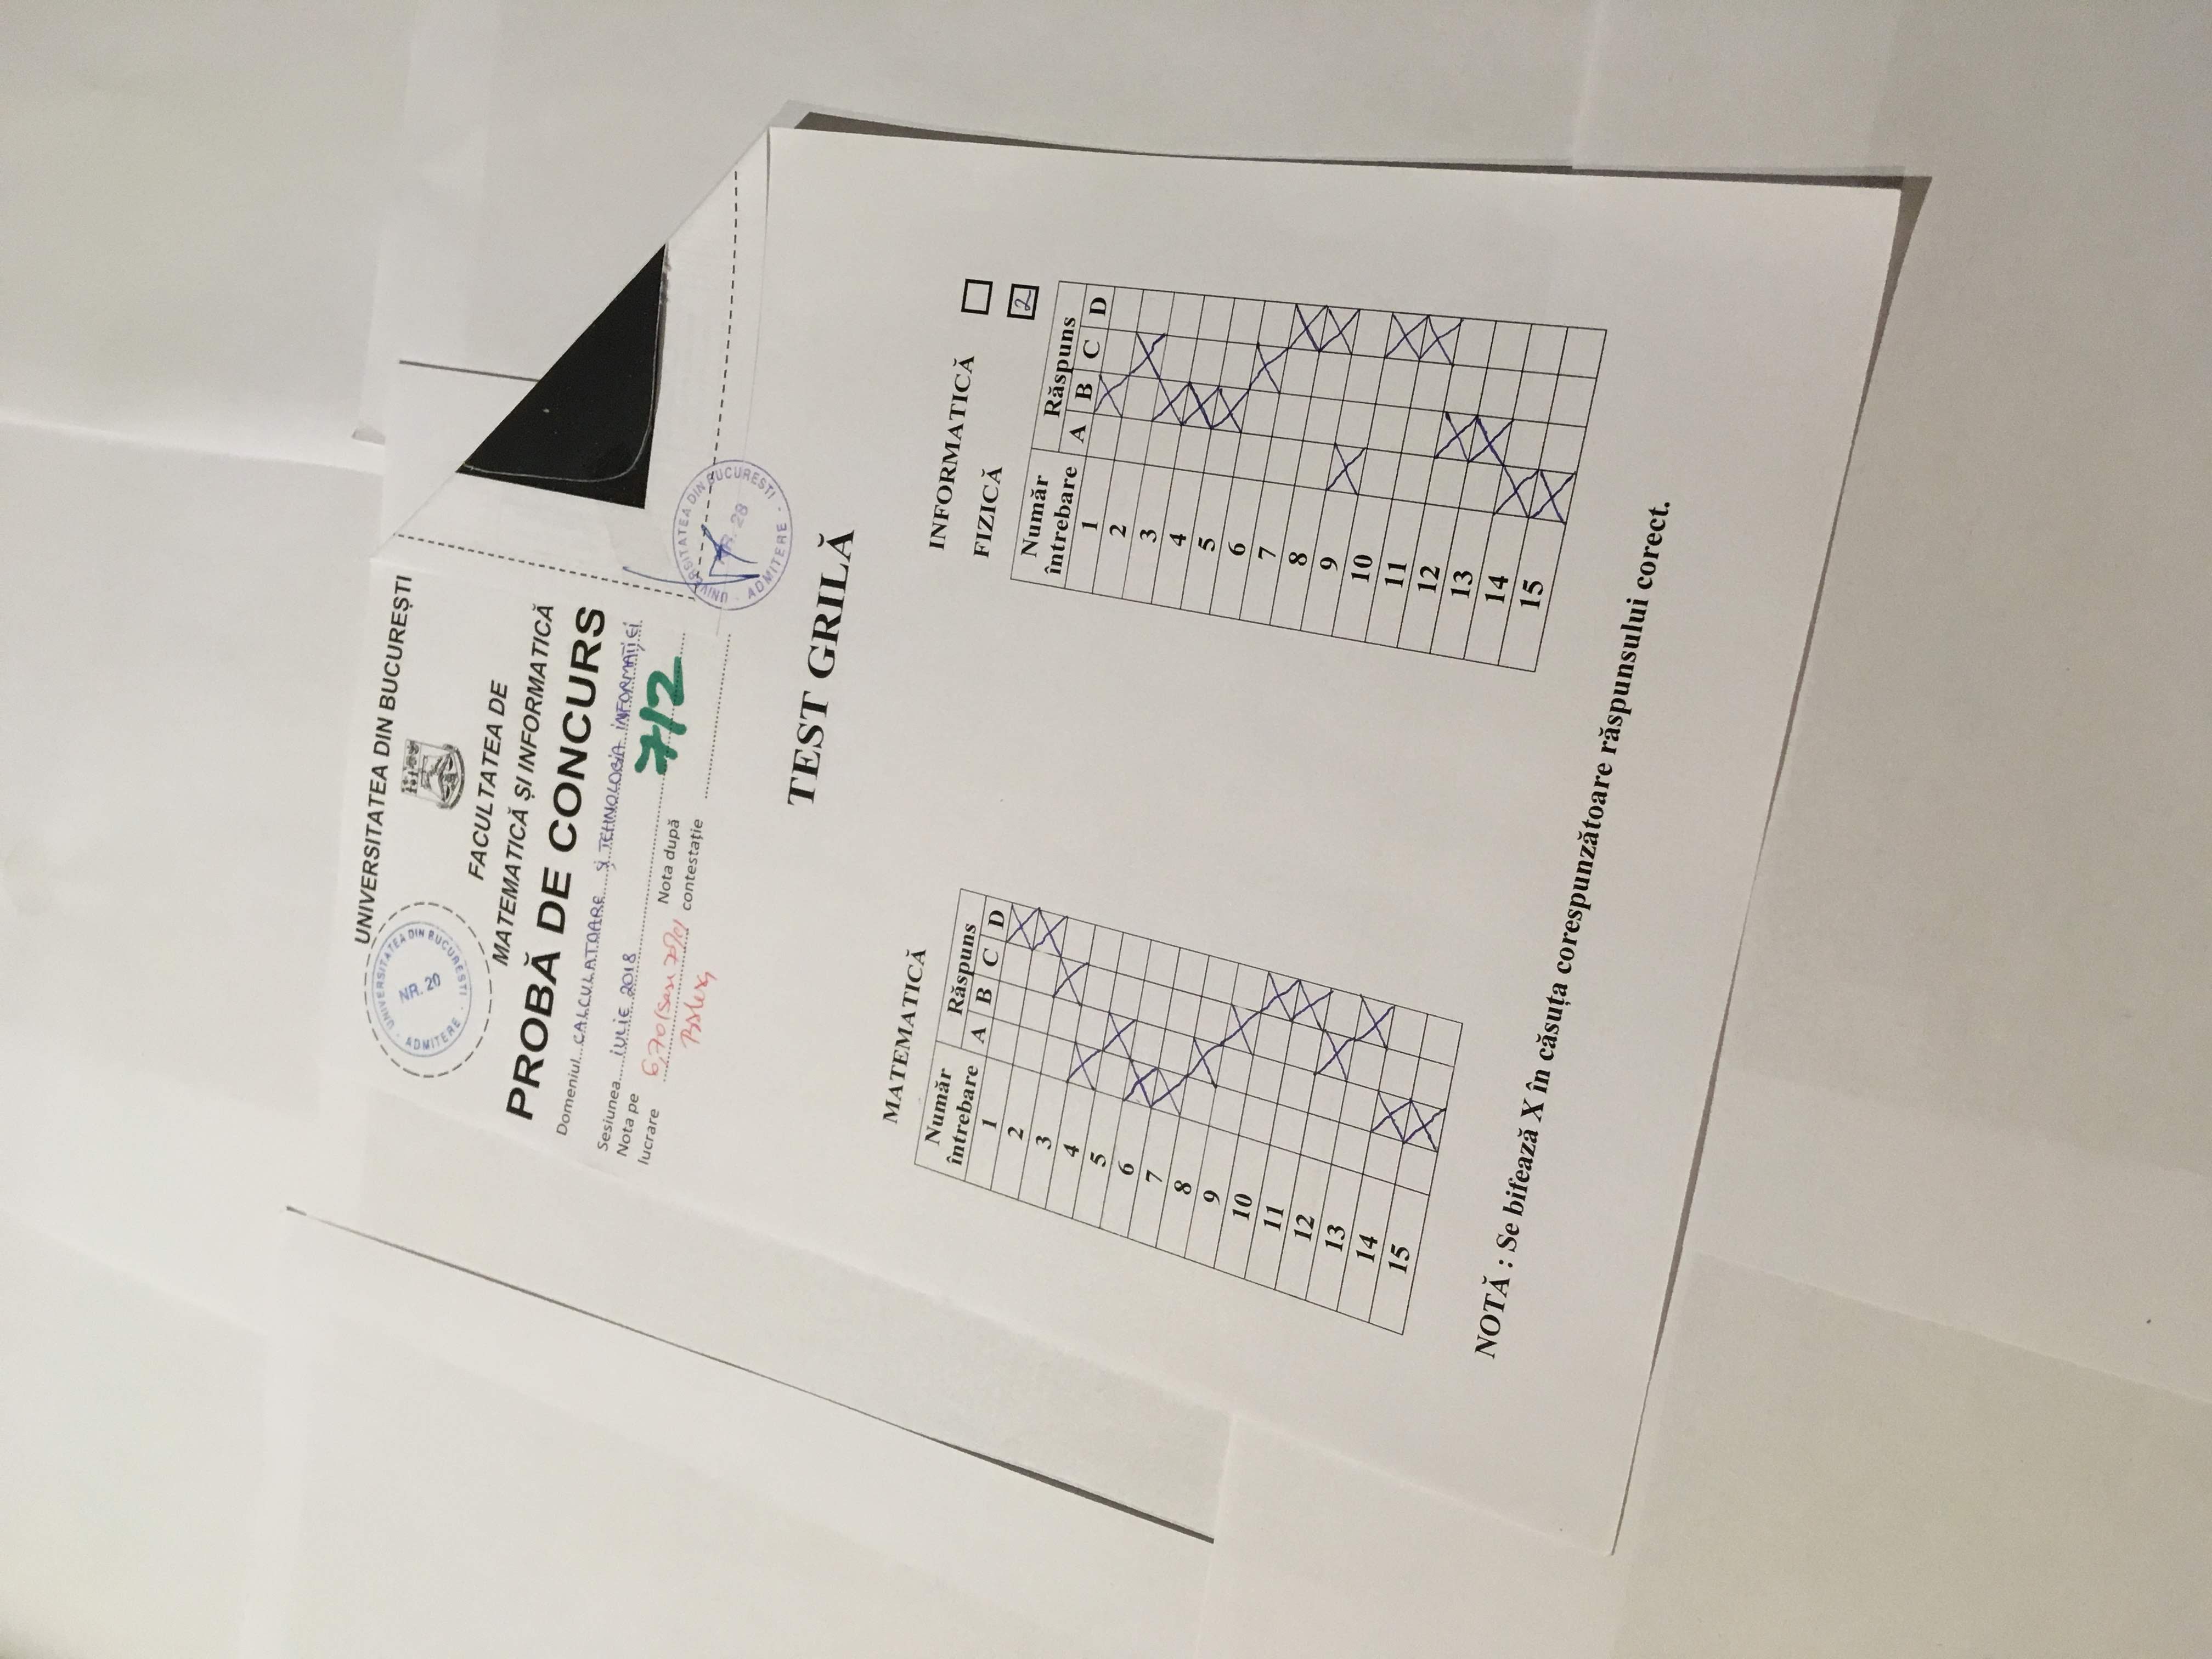 UNIVERSITATEA DIN BUCUREȘTI
UNIVERSITATEA DIN BUCUREȘTI - ADMITERE -
NR. 20
FACULTATEA DE
MATEMATICĂ ȘI INFORMATICĂ
PROBĂ DE CONCURS
Domeniul CALCULATOARE ȘI TEHNOLOGIA INFORMAȚIEI
Sesiunea IULIE 2018
7/2
Nota pe
lucrare 6,70 (șase 70%)
Nota după
contestație
UNIVERSITATEA DIN BUCUREȘTI - ADMITERE -
NR. 28
TEST GRILĂ
MATEMATICĂ
Număr
întrebare
Răspuns
A B C D
1
2
3
4
5
6
7
8
9
10
11
12
13
14
15
INFORMATICĂ
FIZICĂ 2
Număr
întrebare
Răspuns
A B C D
1
2
3
4
5
6
7
8
9
10
11
12
13
14
15
NOTĂ : Se bifează X în căsuța corespunzătoare răspunsului corect.